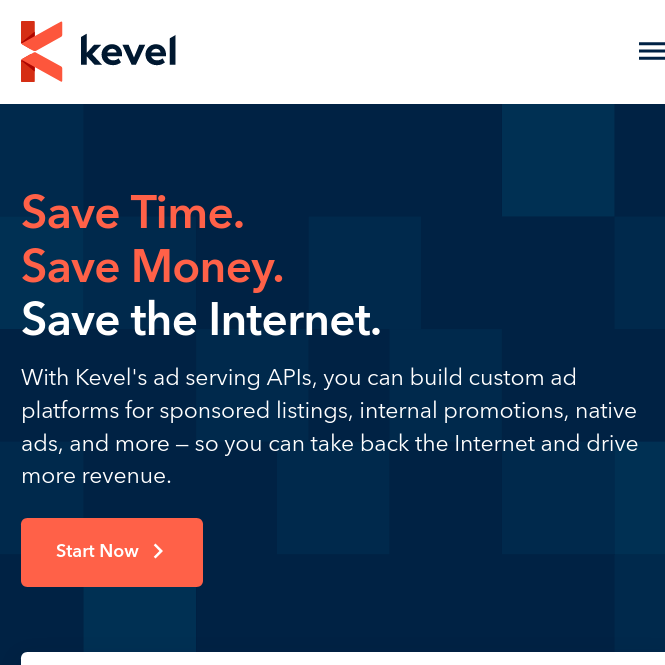 kevel
Save Time.
Save Money.
Save the Internet.
With Kevel's ad serving APIs, you can build custom ad
platforms for sponsored listings, internal promotions, native
ads, and more – so you can take back the Internet and drive
more revenue.
Start Now